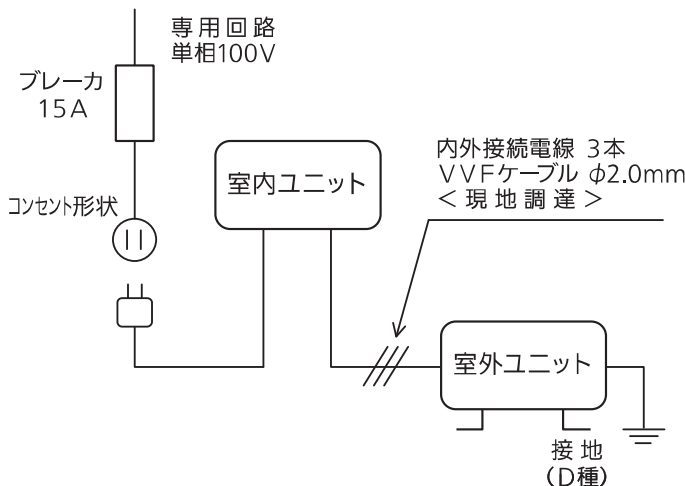 専用回路
単相100V
ブレーカ
15A
コンセント形状
室内ユニット
内外接続電線 3本
VVFケーブル φ2.0mm
<現地調達>
室外ユニット
接地
(D種)